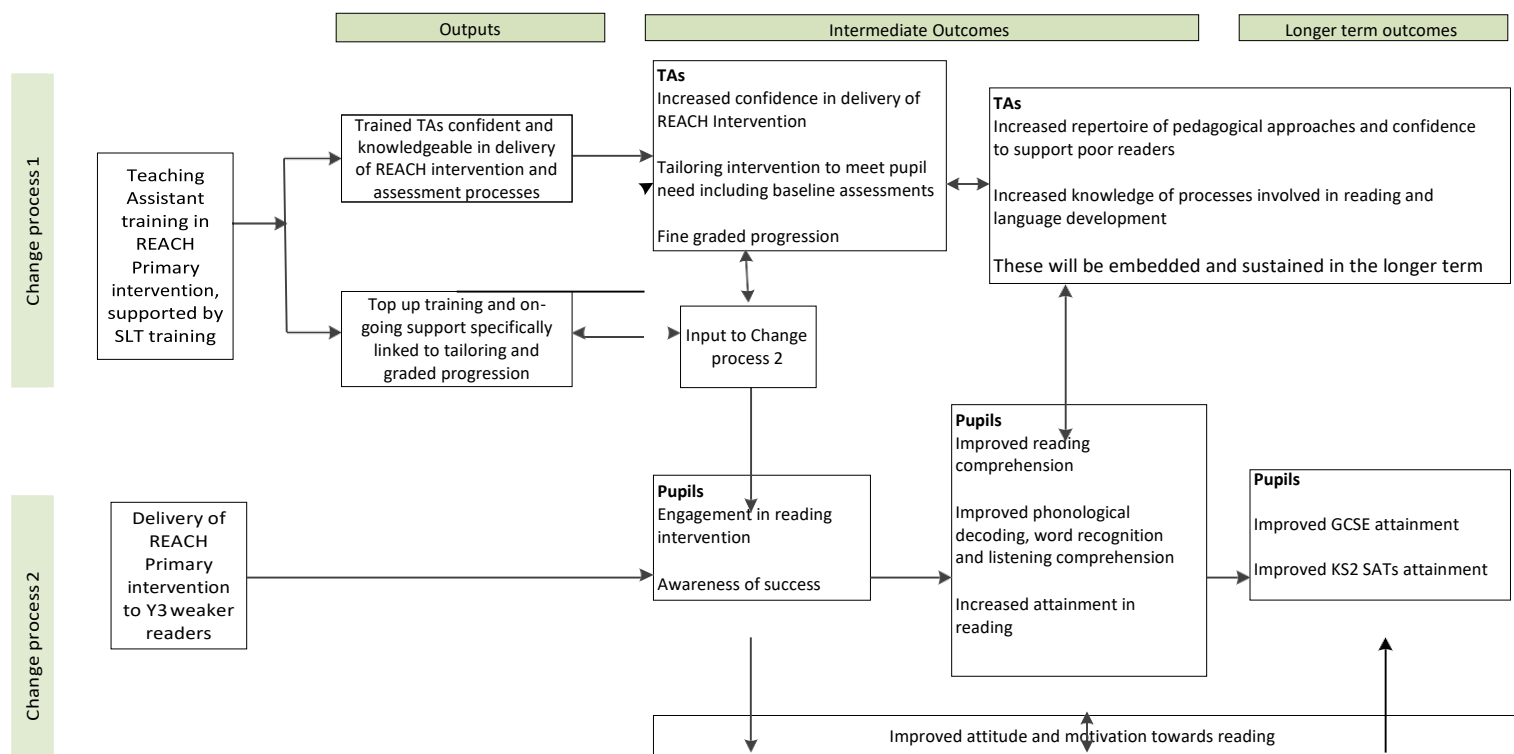 Outputs
Intermediate Outcomes
Longer term outcomes
Change process 1
Teaching
Assistant
training in
REACH
Primary
intervention,
supported by
SLT training
Trained TAs confident and
knowledgeable in delivery
of REACH intervention and
assessment processes
Top up training and on-
going support specifically
linked to tailoring and
graded progression
TAs
Increased confidence in delivery of
REACH Intervention
Tailoring intervention to meet pupil
need including baseline assessments
Fine graded progression
Input to Change
process 2
TAs
Increased repertoire of pedagogical approaches and confidence
to support poor readers
Increased knowledge of processes involved in reading and
language development
These will be embedded and sustained in the longer term
Change process 2
Delivery of
REACH
Primary
intervention
to Y3 weaker
readers
Pupils
Engagement in reading
intervention
Awareness of success
Pupils
Improved reading
comprehension
Improved phonological
decoding, word recognition
and listening comprehension
Increased attainment in
reading
Pupils
Improved GCSE attainment
Improved KS2 SATs attainment
Improved attitude and motivation towards reading